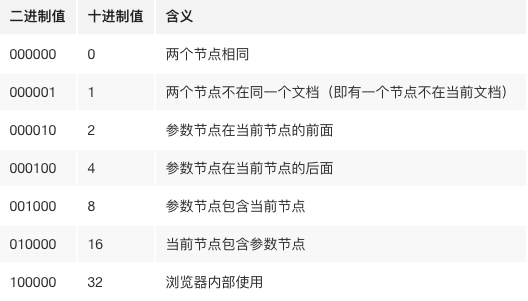 二进制值 十进制值 含义
000000 0 两个节点相同
000001 1 两个节点不在同一个文档（即有一个节点不在当前文档）
000010 2 参数节点在当前节点的前面
000100 4 参数节点在当前节点的后面
001000 8 参数节点包含当前节点
010000 16 当前节点包含参数节点
100000 32 浏览器内部使用